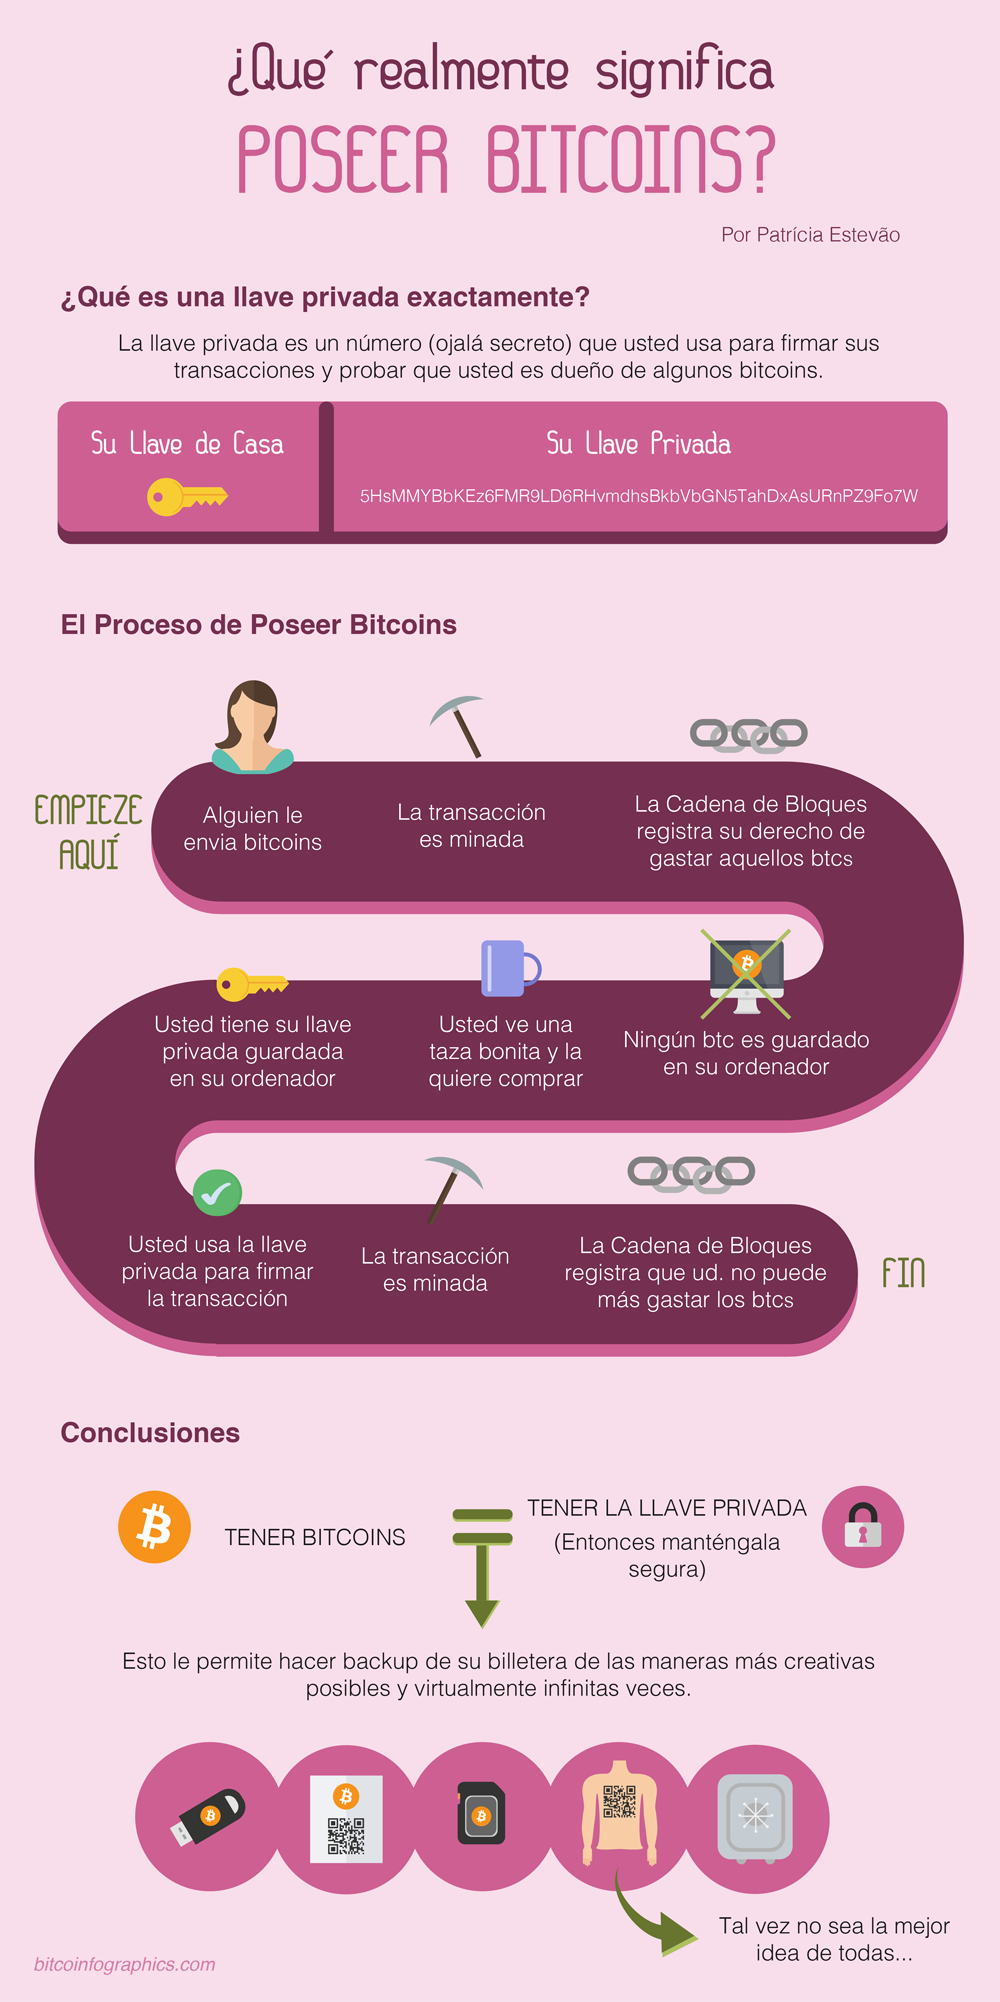 ¿Qué realmente significa
POSEER BITCOINS?
Por Patrícia Estevão
¿Qué es una llave privada exactamente?
La llave privada es un número (ojalá secreto) que usted usa para firmar sus
transacciones y probar que usted es dueño de algunos bitcoins.
Su Llave de Casa
Su Llave Privada
5HsMMYBbKEz6FMR9LD6RHvmdhsBkbVbGN5TahDxAsURnPZ9Fo7W
El Proceso de Poseer Bitcoins
EMPIEZE
AQUÍ
Alguien le
envia bitcoins
La transacción
es minada
La Cadena de Bloques
registra su derecho de
gastar aquellos btcs
Ningún btc es guardado
en su ordenador
Usted ve una
taza bonita y la
quiere comprar
Usted tiene su llave
privada guardada
en su ordenador
Usted usa la llave
privada para firmar
la transacción
La transacción
es minada
La Cadena de Bloques
registra que ud. no puede
más gastar los btcs
FIN
Conclusiones
TENER BITCOINS
TENER LA LLAVE PRIVADA
(Entonces manténgala
segura)
Esto le permite hacer backup de su billetera de las maneras más creativas
posibles y virtualmente infinitas veces.
Tal vez no sea la mejor
idea de todas...
bitcoinfographics.com